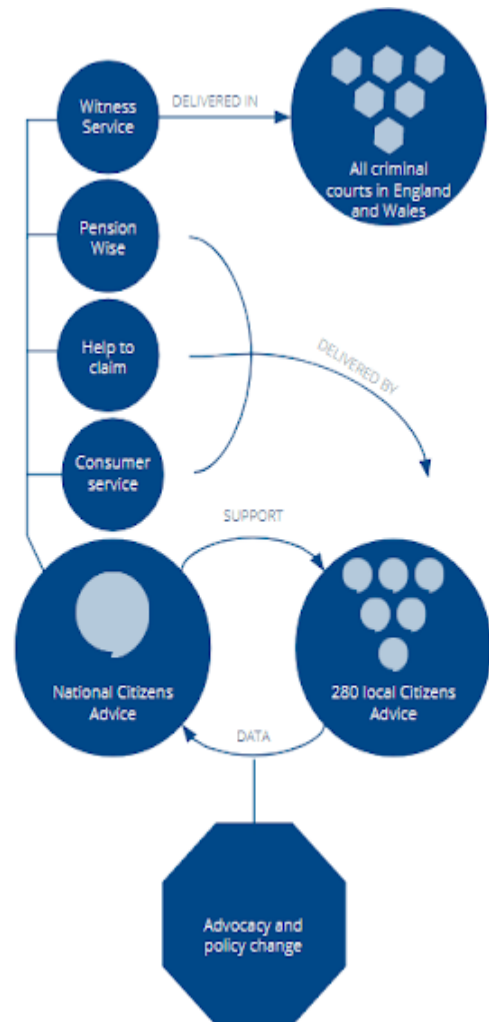 Witness
Service
DELIVERED IN
All criminal
courts in England
and Wales
Pension
Wise
Help to
claim
DELIVERED BY
Consumer
service
SUPPORT
National Citizens
Advice
280 local Citizens
Advice
DATA
Advocacy and
policy change